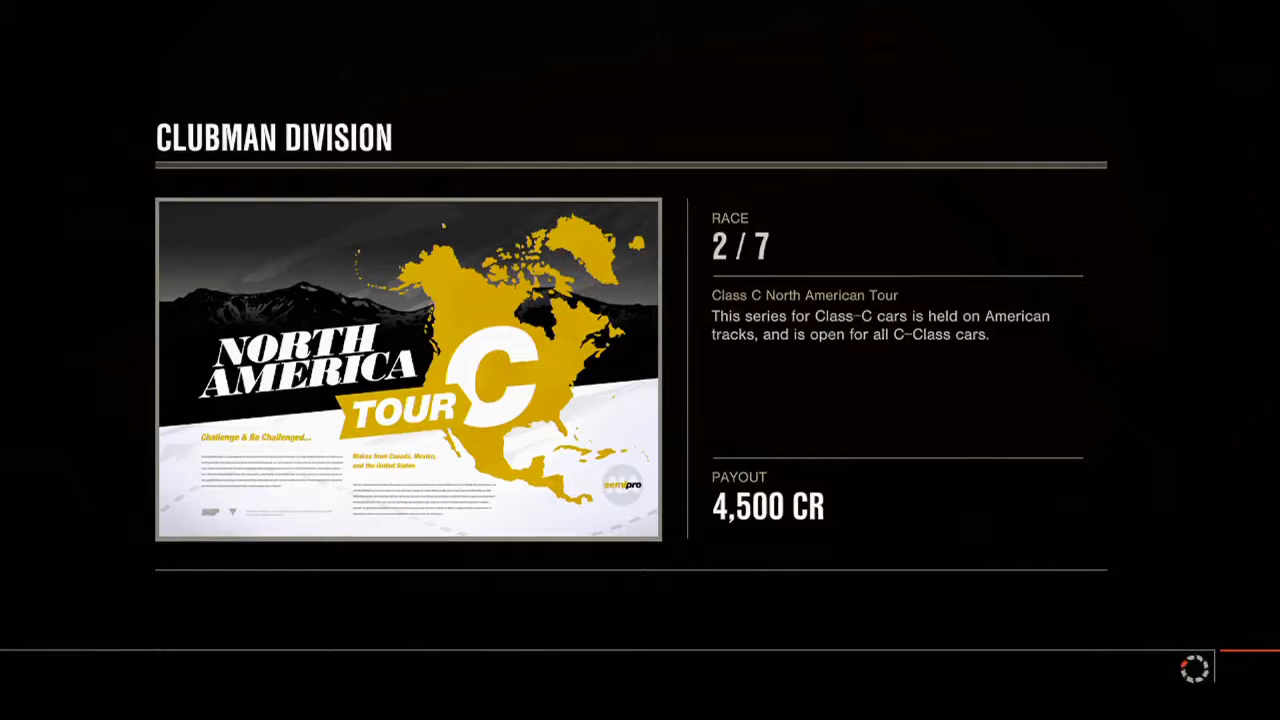 CLUBMAN DIVISION
NORTH
AMERICA
TOUR
C
Challenge & Be Challenged...
Makes from Canada, Mexico,
and the United States.
semipro
RACE
2 / 7
Class C North American Tour
This series for Class-C cars is held on American
tracks, and is open for all C-Class cars.
PAYOUT
4,500 CR